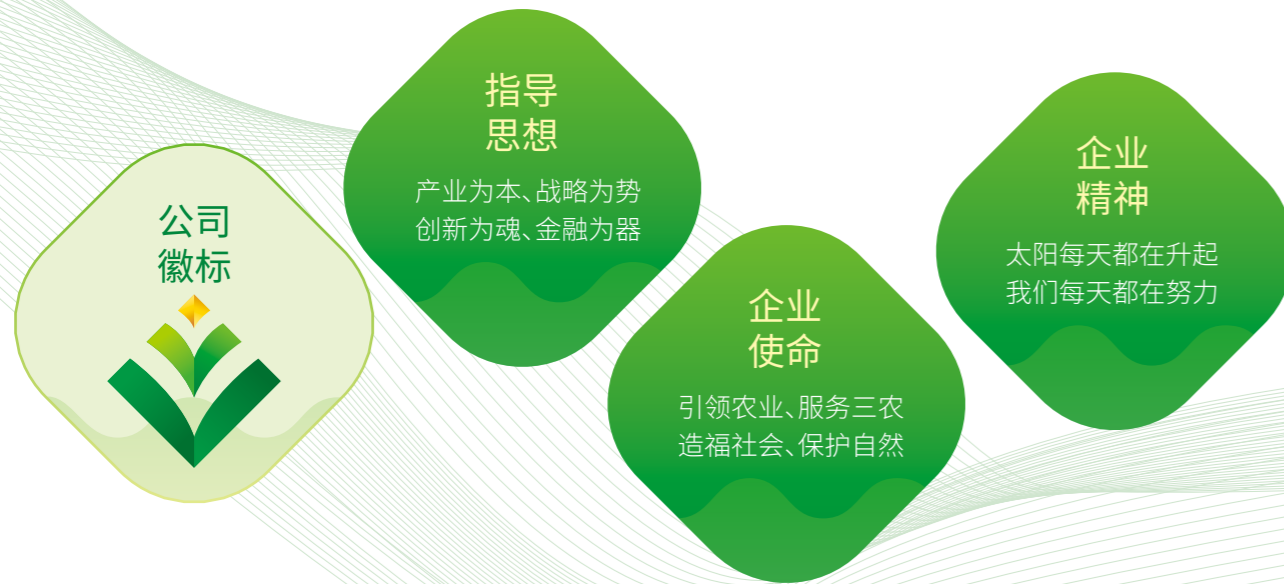 公司
徽标
指导
思想
产业为本、战略为势
创新为魂、金融为器
企业
使命
引领农业、服务三农
造福社会、保护自然
企业
精神
太阳每天都在升起
我们每天都在努力